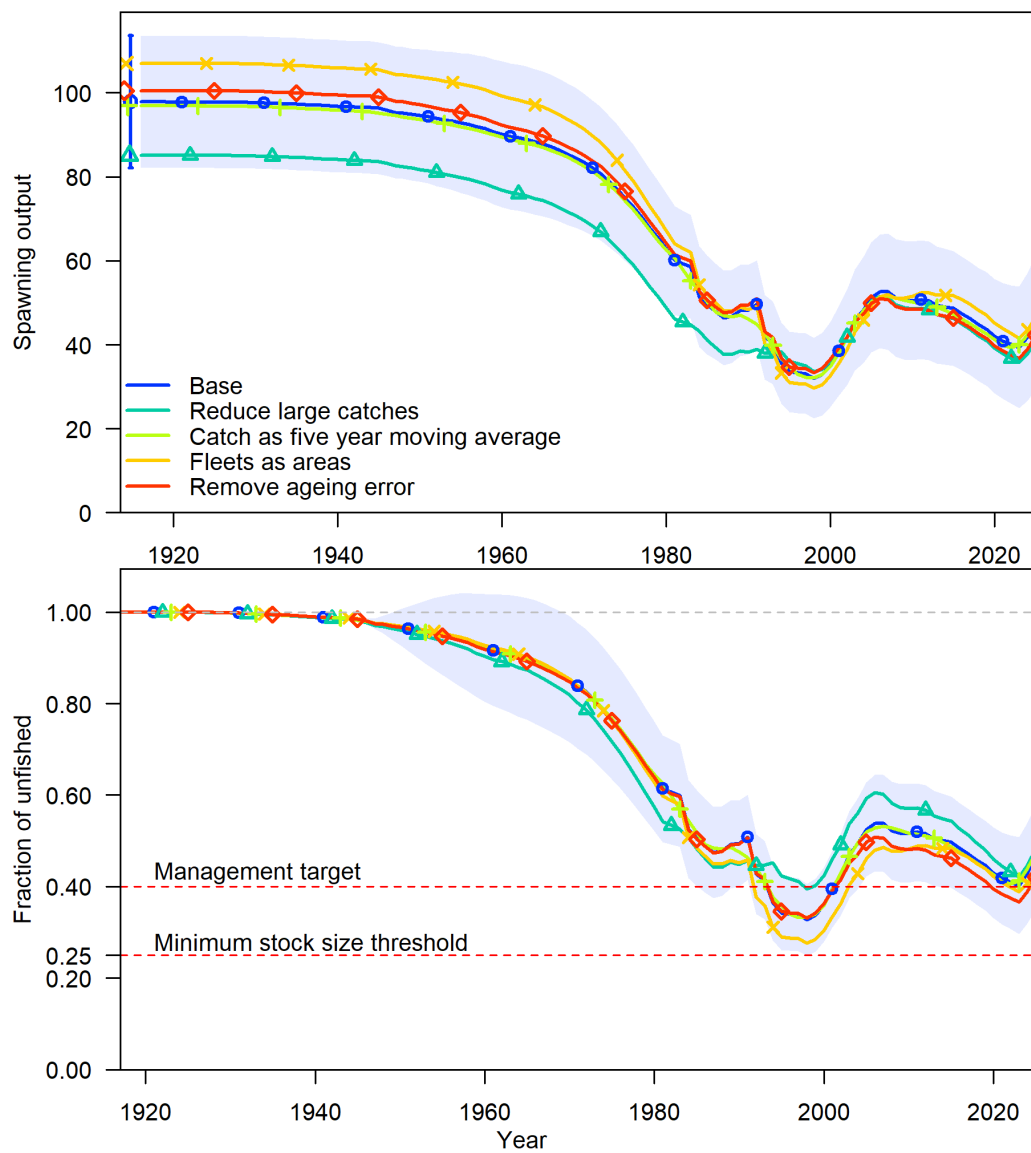 Spawning output
100
80
60
40
20
0
Base
Reduce large catches
Catch as five year moving average
Fleets as areas
Remove ageing error
1920 1940 1960 1980 2000 2020
Fraction of unfished
1.00
0.80
0.60
0.40
0.25
0.20
0.00
Management target
Minimum stock size threshold
1920 1940 1960 1980 2000 2020
Year